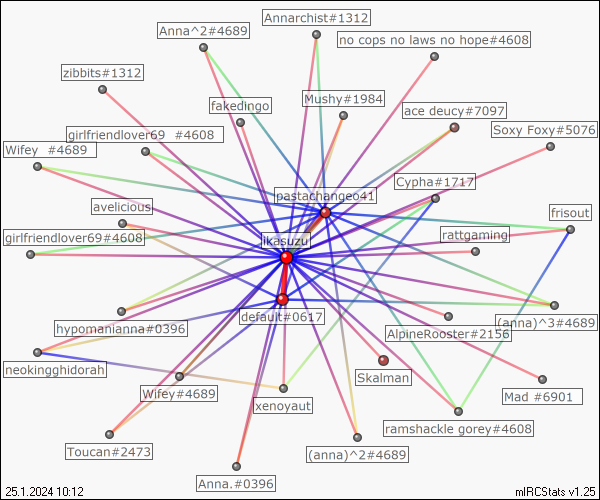 Annarchist#1312
Anna^2#4689
no cops no laws no hope#4608
zibbits#1312
fakedingo
Mushy#1984
ace deucy#7097
girlfriendlover69  #4608
Soxy Foxy#5076
Wifey  #4689
Cypha#1717
pastachangeo41
avelicious
frisout
girlfriendlover69#4608
rattgaming
ikasuzu
default#0617
(anna)^3#4689
hypomanianna#0396
AlpineRooster#2156
neokingghidorah
Skalman
Wifey#4689
Mad #6901
xenoyaut
ramshackle gorey#4608
Toucan#2473
(anna)^2#4689
Anna.#0396
25.1.2024 10:12
mIRCStats v1.25